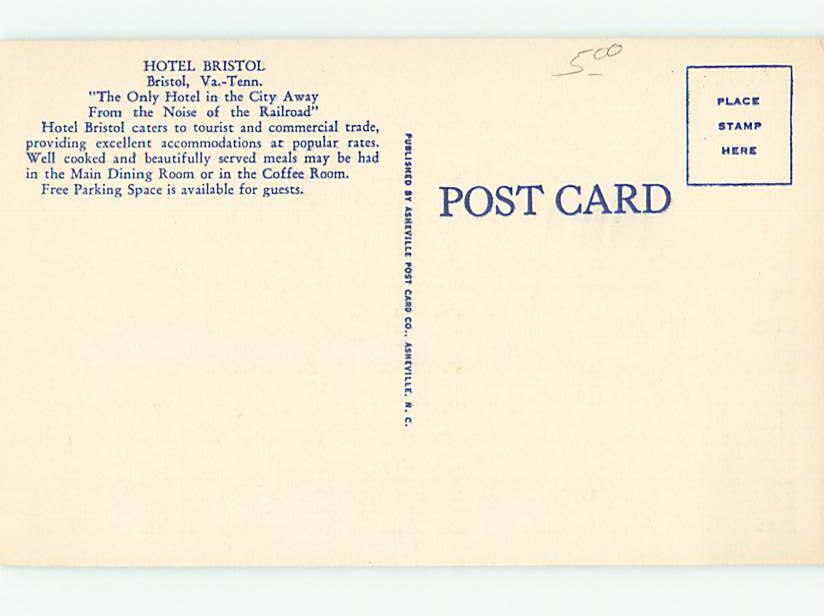 HOTEL BRISTOL
Bristol, Va.-Tenn.
"The Only Hotel in the City Away
From the Noise of the Railroad"
Hotel Bristol caters to tourist and commercial trade,
providing excellent accommodations at popular rates.
Well cooked and beautifully served meals may be had
in the Main Dining Room or in the Coffee Room.
Free Parking Space is available for guests.
PUBLISHED BY ASHEVILLE POST CARD CO., ASHEVILLE, N. C.
5.00
POST CARD
PLACE
STAMP
HERE